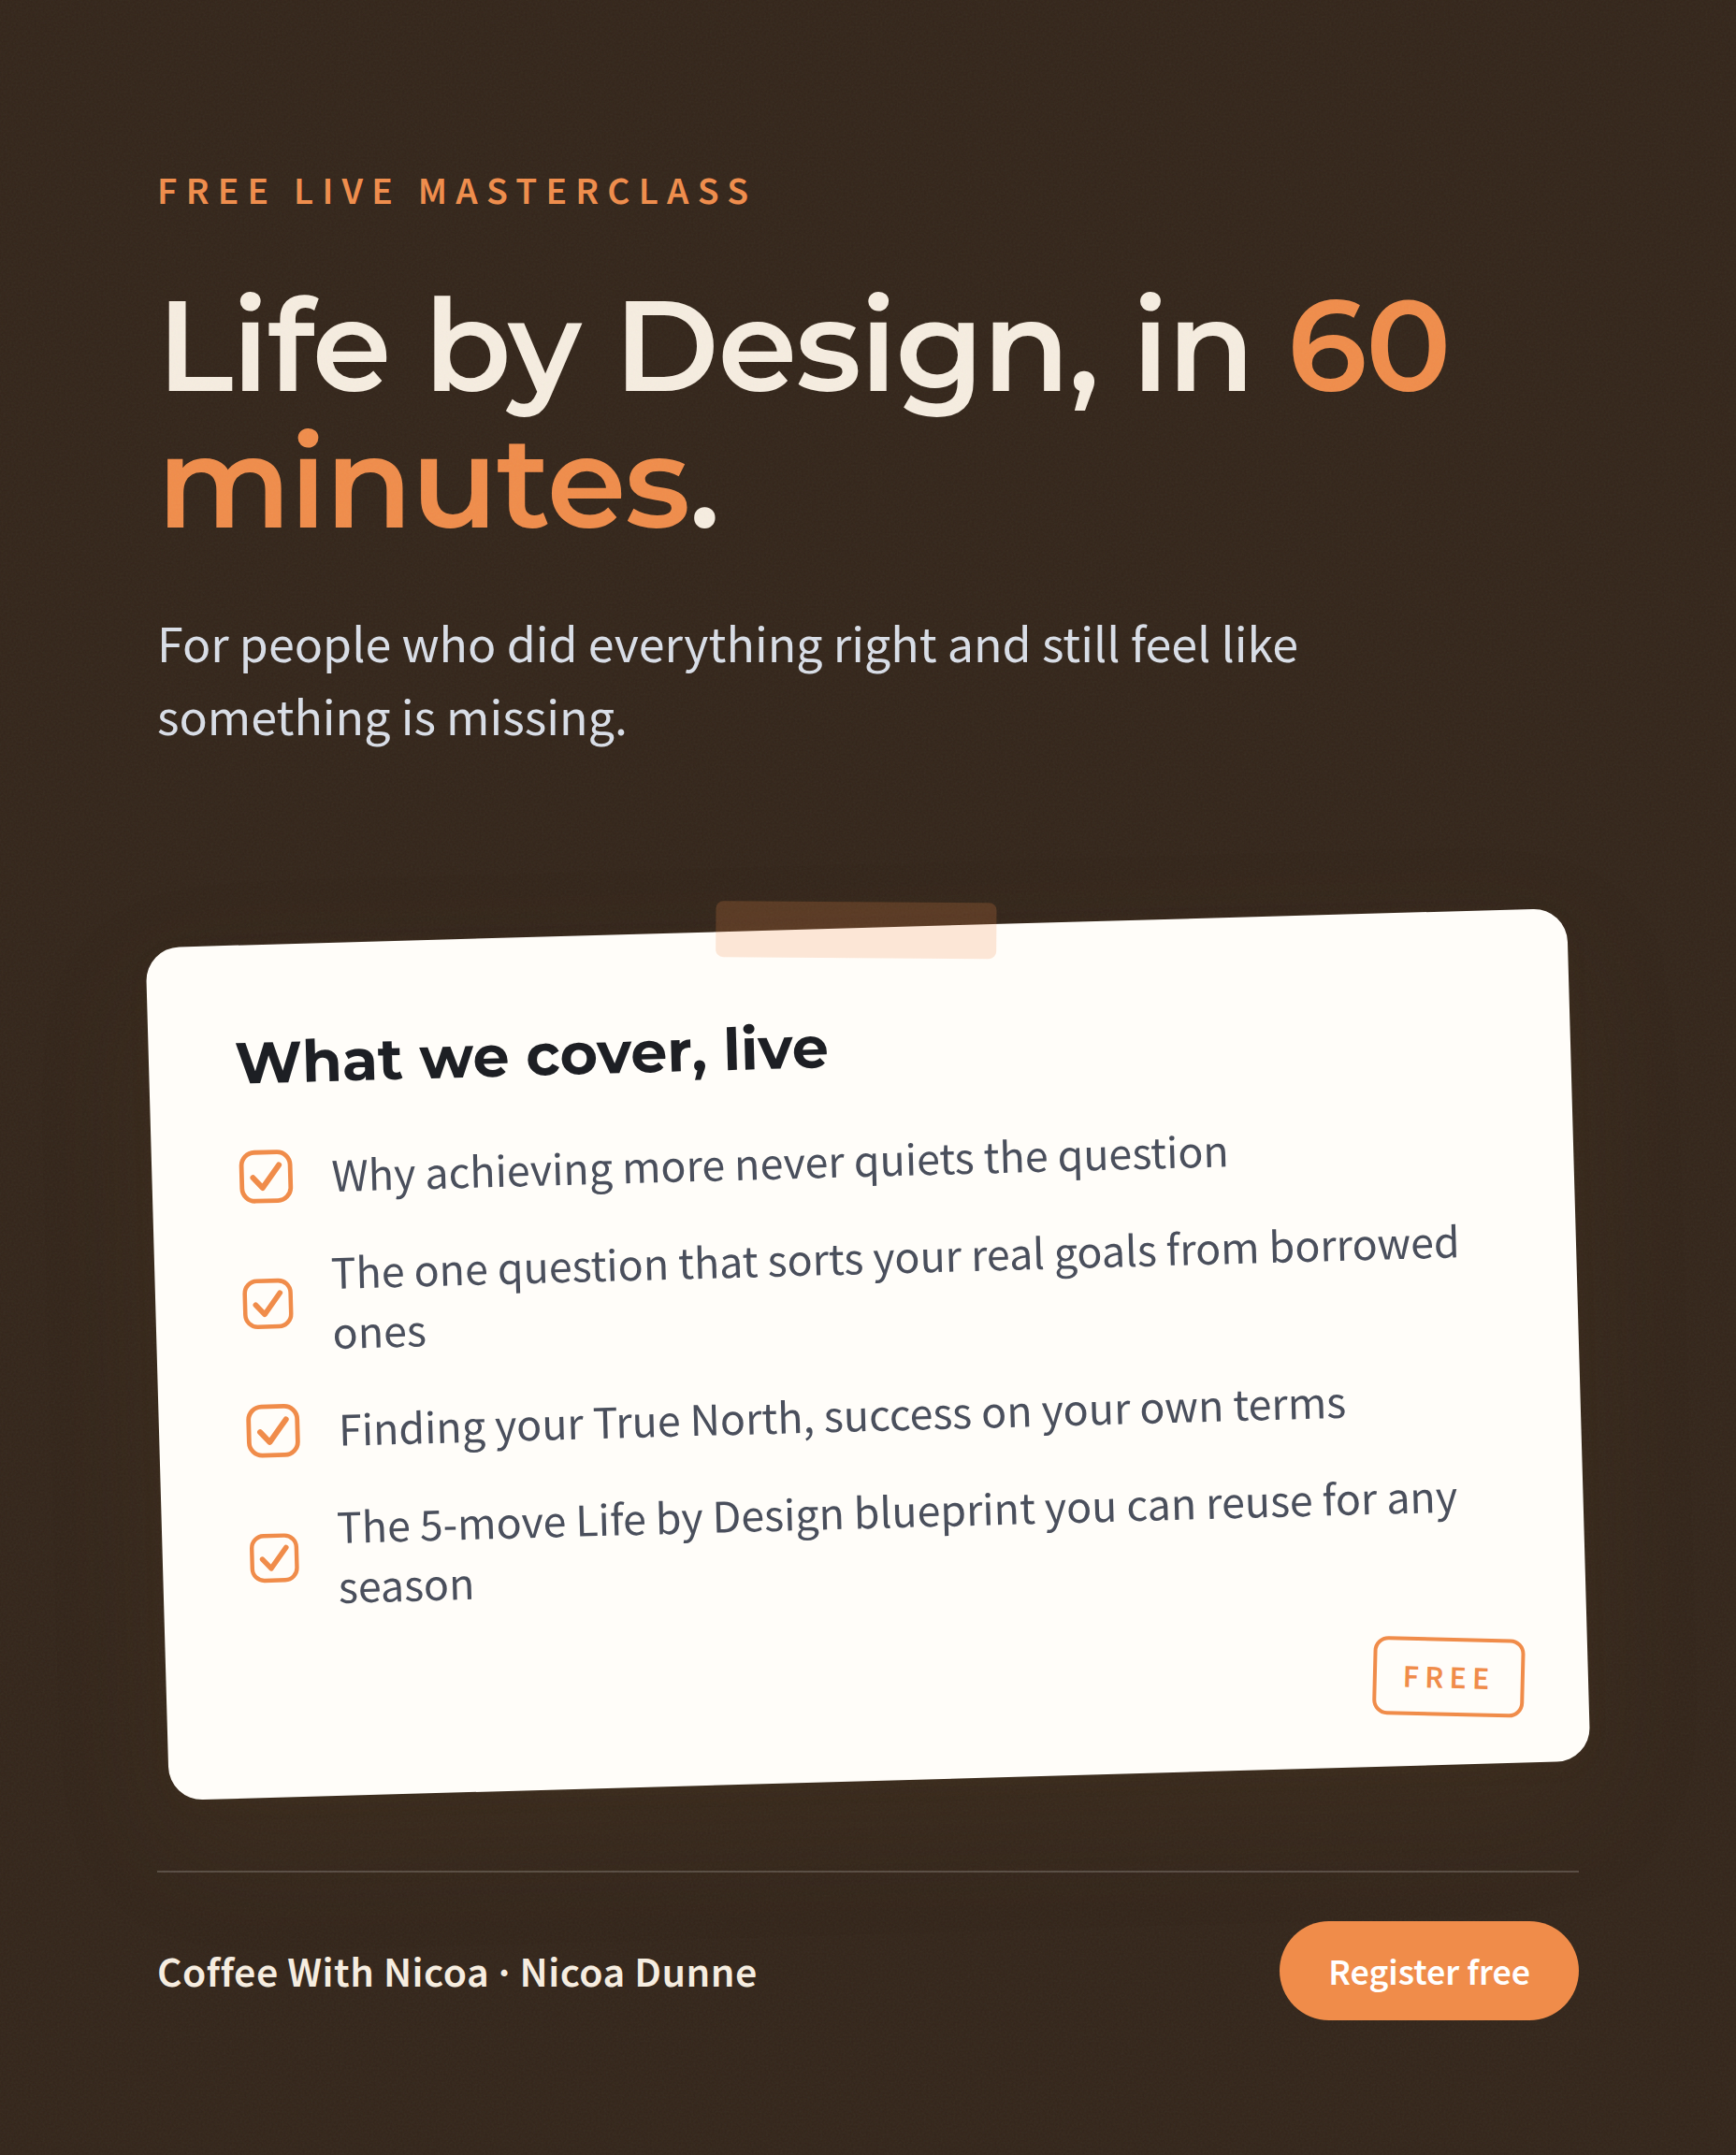 FREE LIVE MASTERCLASS
Life by Design, in 60
minutes.
For people who did everything right and still feel like
something is missing.
What we cover, live
Why achieving more never quiets the question
The one question that sorts your real goals from borrowed
ones
Finding your True North, success on your own terms
The 5-move Life by Design blueprint you can reuse for any
season
FREE
Coffee With Nicoa · Nicoa Dunne
Register free